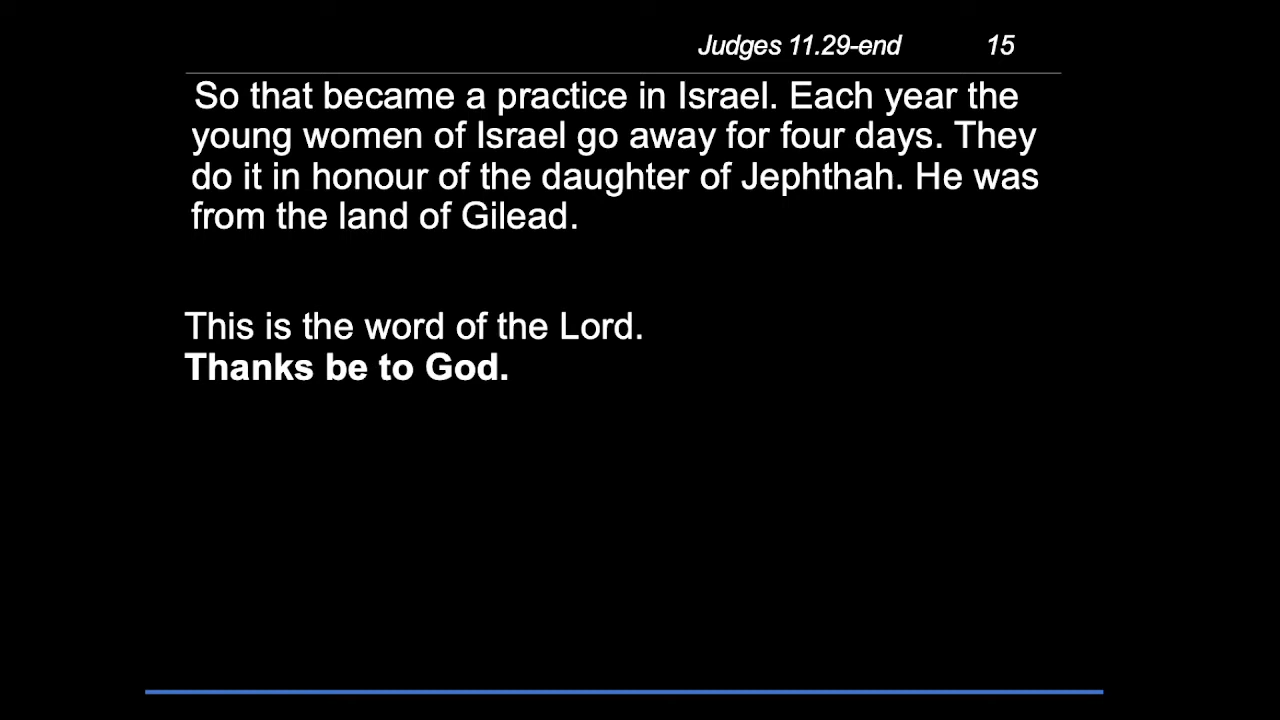 Judges 11.29-end 15
So that became a practice in Israel. Each year the
young women of Israel go away for four days. They
do it in honour of the daughter of Jephthah. He was
from the land of Gilead.
This is the word of the Lord.
Thanks be to God.